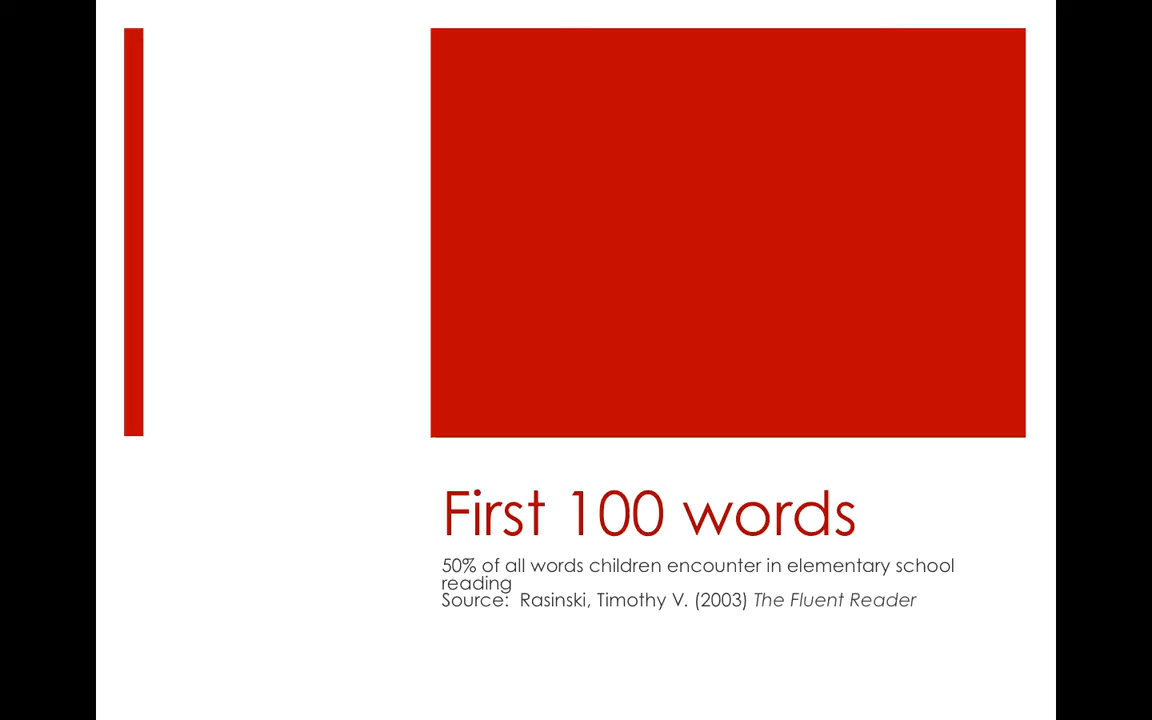 First 100 words
50% of all words children encounter in elementary school
reading
Source:  Rasinski, Timothy V. (2003) The Fluent Reader